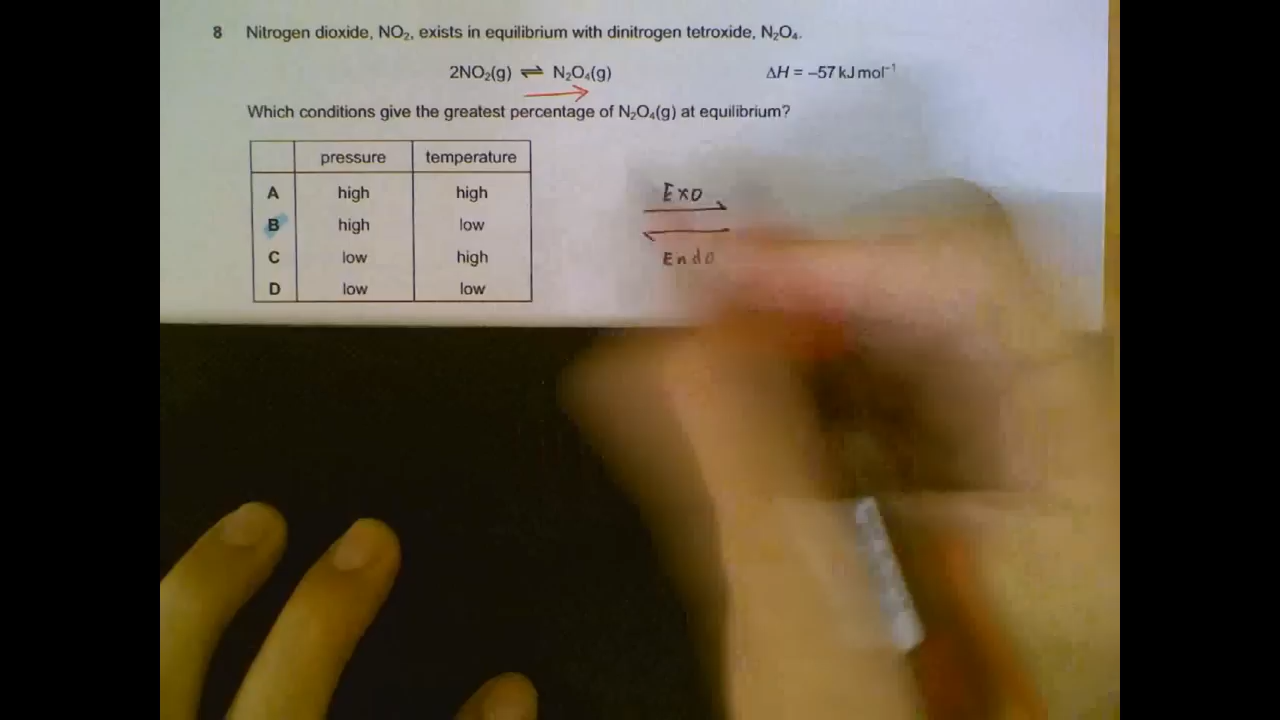 8 Nitrogen dioxide, NO₂, exists in equilibrium with dinitrogen tetroxide, N₂O₄.
2NO₂(g) ⇌ N₂O₄(g) ΔH = –57 kJ mol⁻¹
Which conditions give the greatest percentage of N₂O₄(g) at equilibrium?
pressure temperature
A high high
B high low
C low high
D low low
Exo
Endo